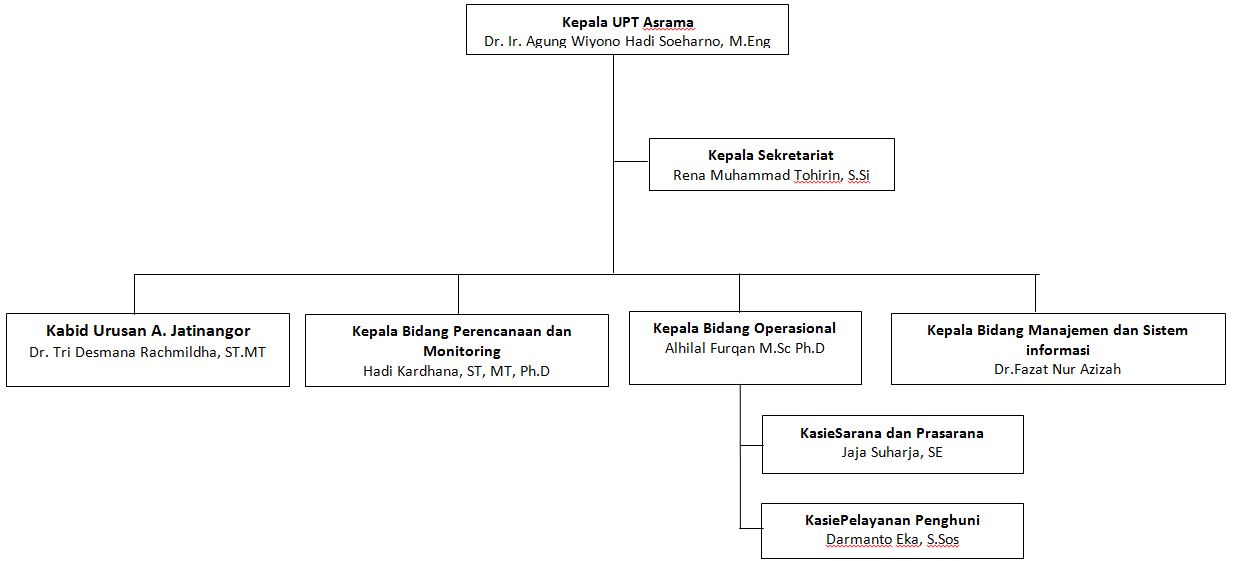 Kepala UPT Asrama
Dr. Ir. Agung Wiyono Hadi Soeharno, M.Eng
Kepala Sekretariat
Rena Muhammad Tohirin, S.Si
Kabid Urusan A. Jatinangor
Dr. Tri Desmana Rachmildha, ST.MT
Kepala Bidang Perencanaan dan
Monitoring
Hadi Kardhana, ST, MT, Ph.D
Kepala Bidang Operasional
Alhilal Furqan M.Sc Ph.D
Kepala Bidang Manajemen dan Sistem
informasi
Dr.Fazat Nur Azizah
KasieSarana dan Prasarana
Jaja Suharja, SE
KasiePelayanan Penghuni
Darmanto Eka, S.Sos